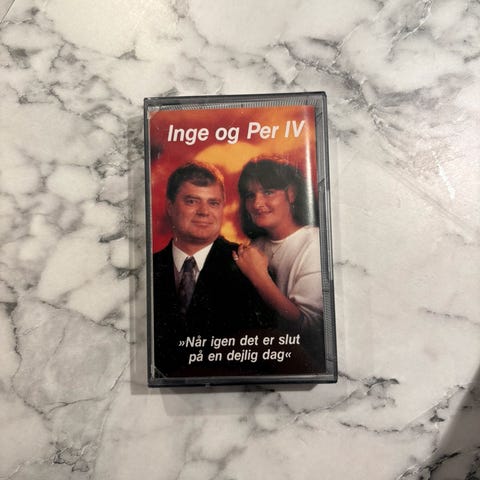 Inge og Per IV
»Når igen det er slut
på en dejlig dag«